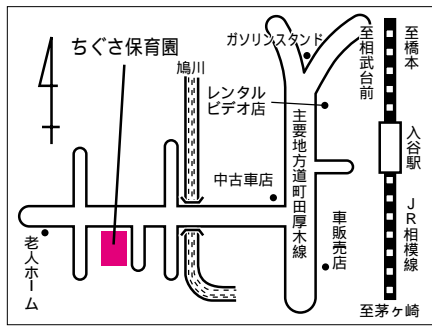 ちぐさ保育園
鳩川
ガソリンスタンド
至相武台前
至橋本
レンタル
ビデオ店
主要地方道町田厚木線
入谷駅
中古車店
老人ホーム
車販売店
JR相模線
至茅ヶ崎